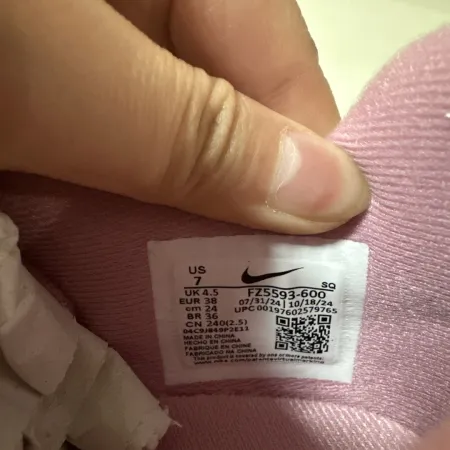 US
7
UK 4.5
EUR 38
cm 24
BR 36
CN 240(2.5)
SQ
FZ5593-600
07/31/24 | 10/18/24
UPC 00197602579765
MADE IN CHINA
HECHO EN CHINA
FABRIQUÉ EN CHINE
FABRICADO NA CHINA